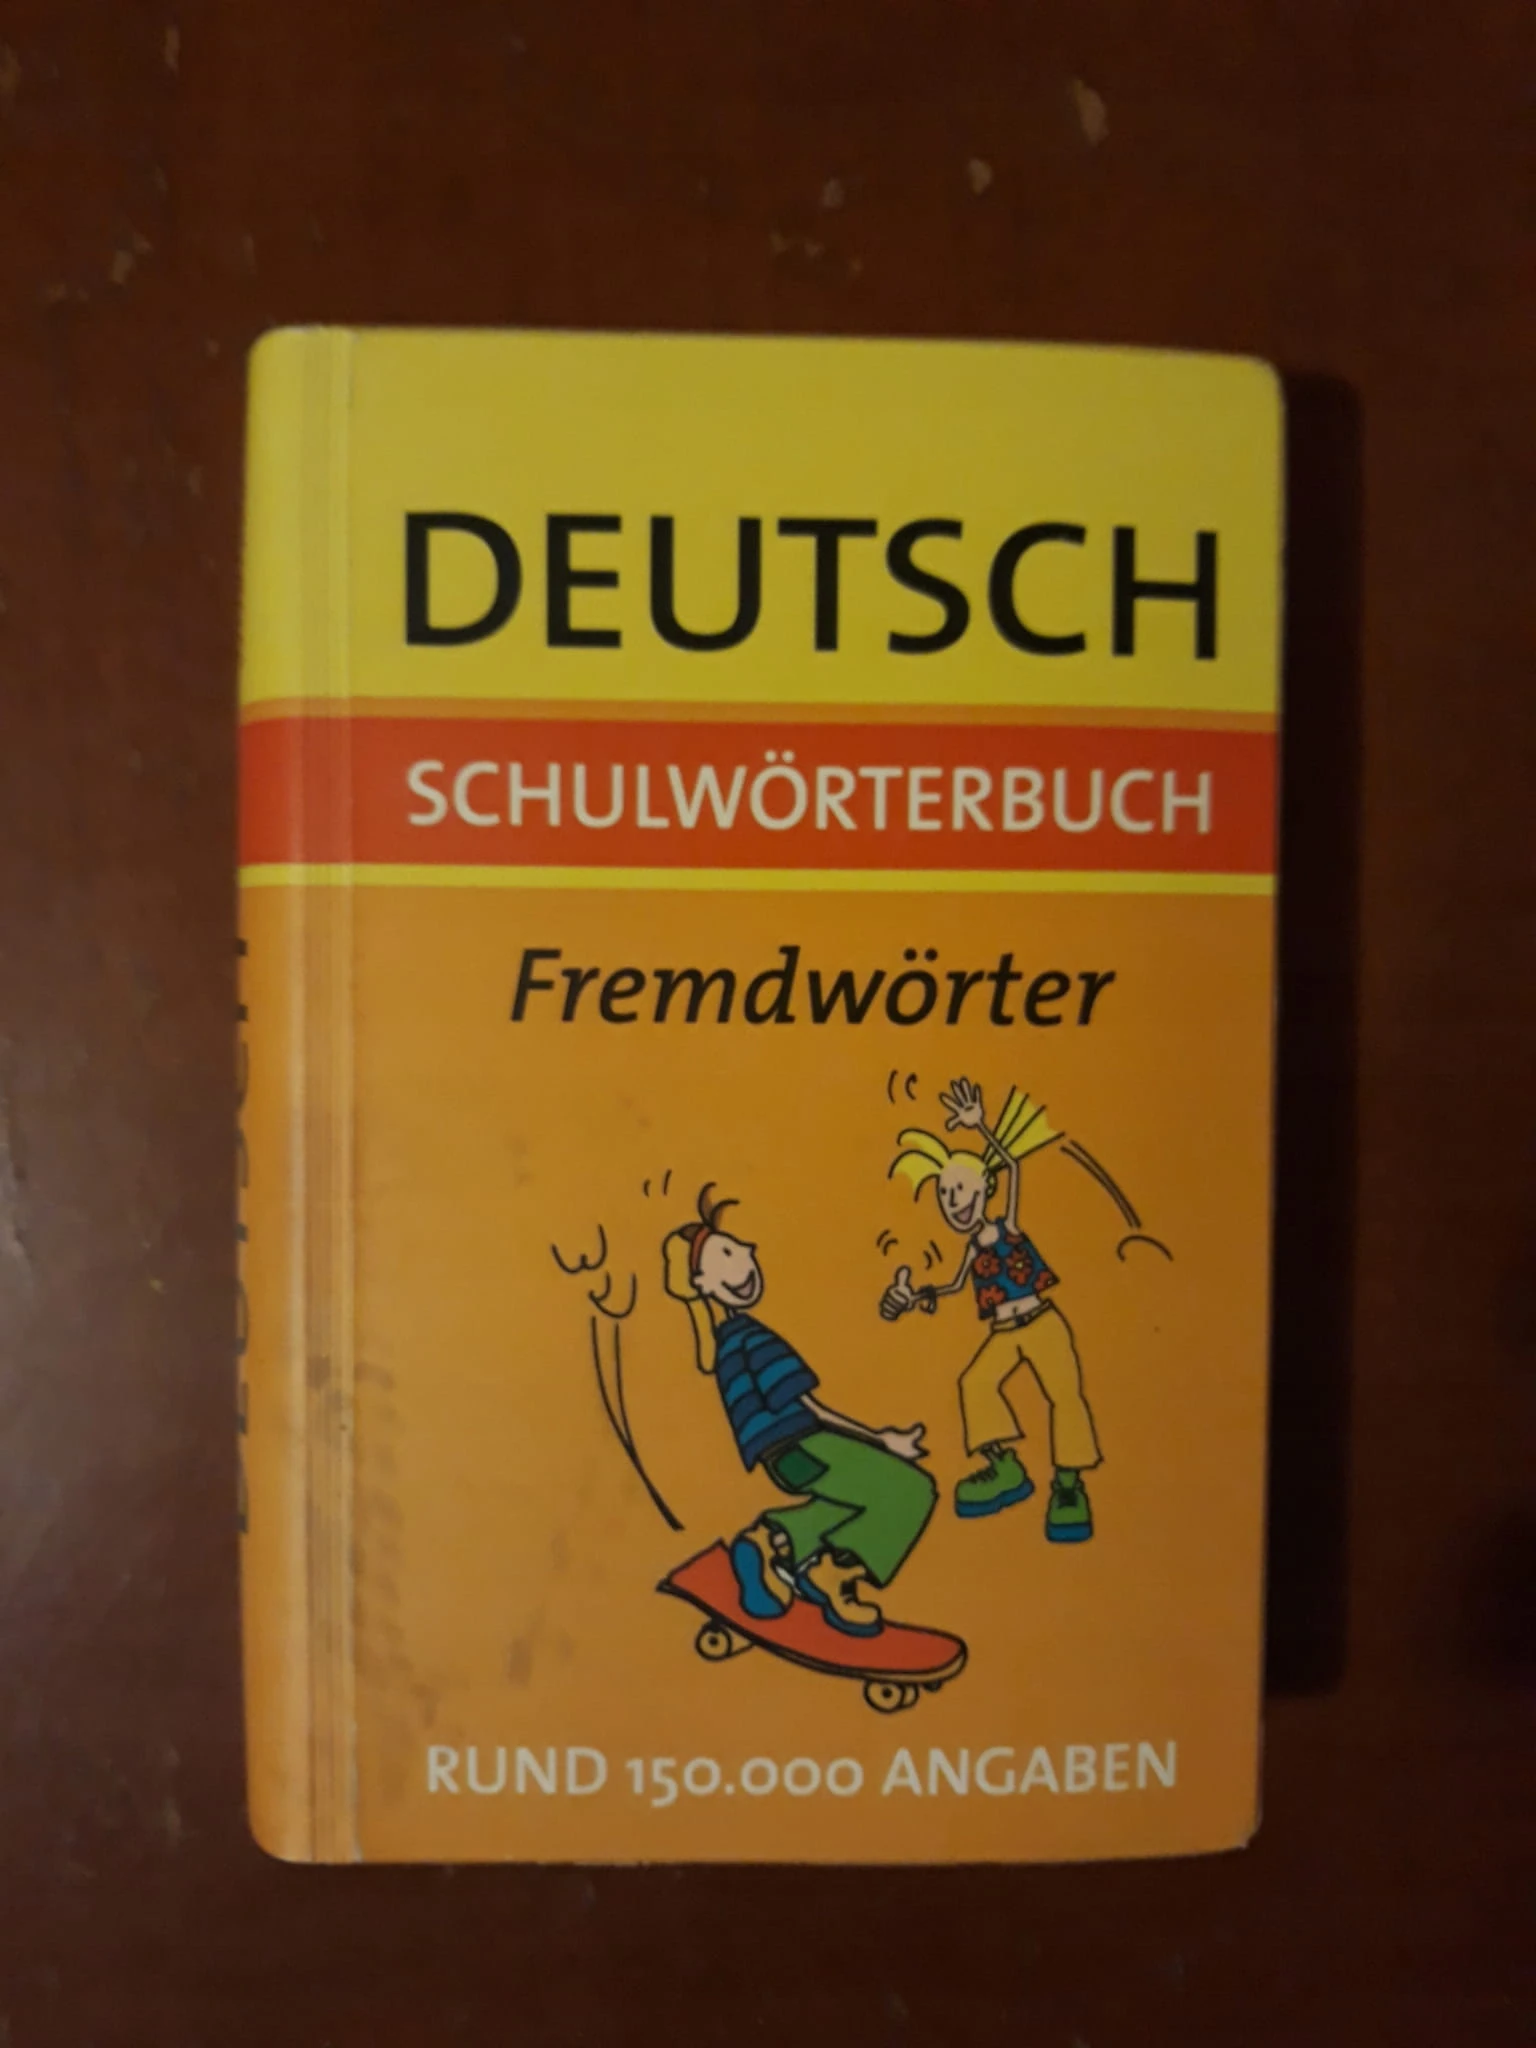 DEUTSCH
SCHULWÖRTERBUCH
Fremdwörter
RUND 150.000 ANGABEN